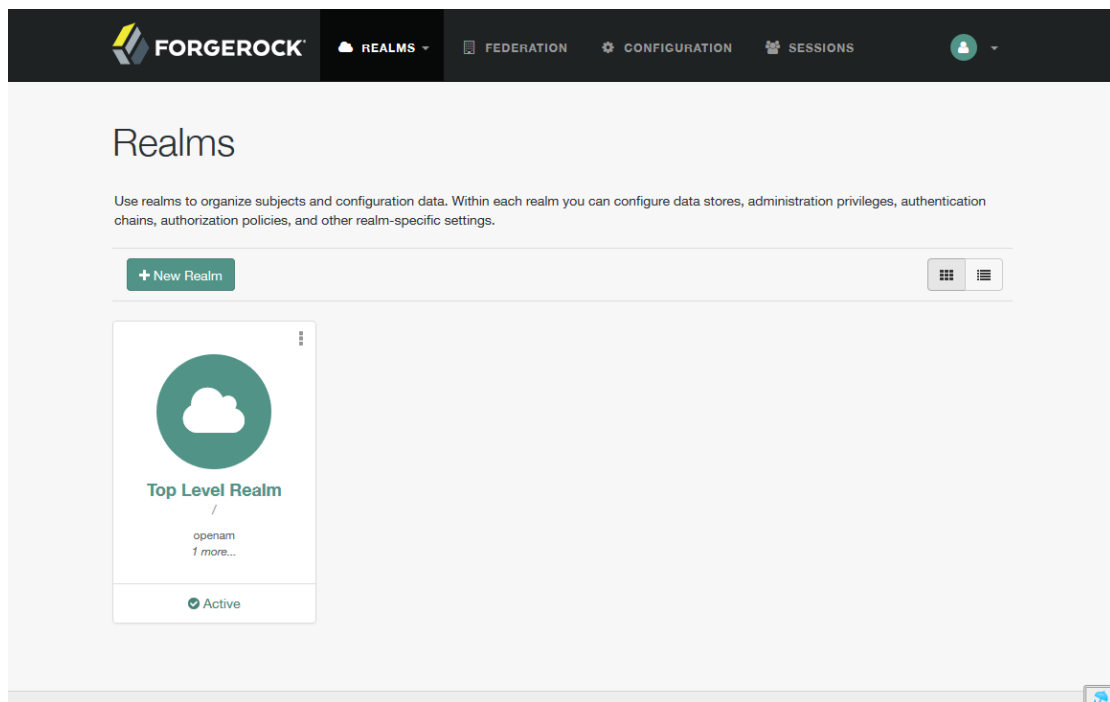 FORGEROCK
REALMS
FEDERATION
CONFIGURATION
SESSIONS
Realms
Use realms to organize subjects and configuration data. Within each realm you can configure data stores, administration privileges, authentication
chains, authorization policies, and other realm-specific settings.
+ New Realm
Top Level Realm
/
openam
1 more...
Active